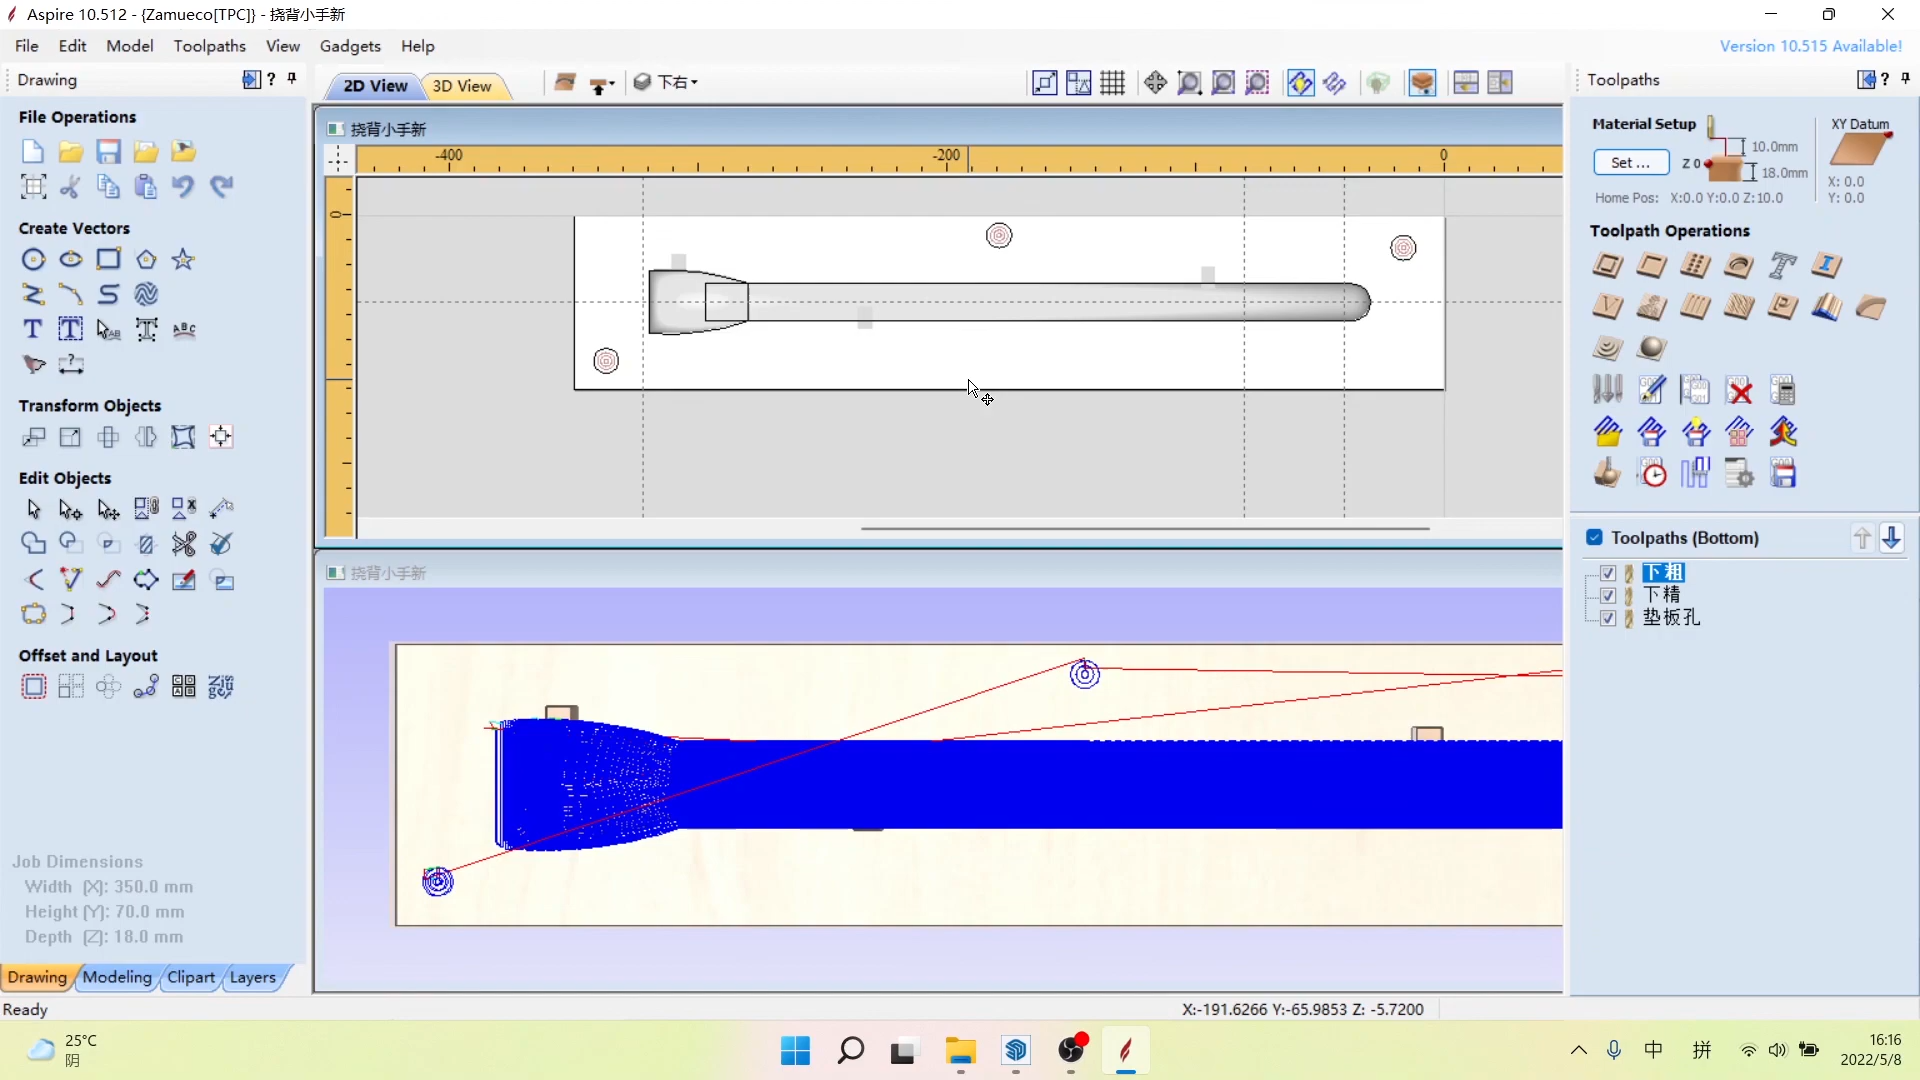 Aspire 10.512 - {Zamueco[TPC]} - 挠背小手新
File Edit Model Toolpaths View Gadgets Help
Version 10.515 Available!
Drawing
2D View
3D View
下右
Toolpaths
File Operations
挠背小手新
Material Setup
XY Datum
Set ...
Z 0
10.0mm
18.0mm
X: 0.0
Y: 0.0
Home Pos: X:0.0 Y:0.0 Z:10.0
-400
-200
0
0
Create Vectors
Toolpath Operations
Transform Objects
Edit Objects
Toolpaths (Bottom)
下粗
下精
垫板孔
挠背小手新
Offset and Layout
Job Dimensions
Width (X): 350.0 mm
Height (Y): 70.0 mm
Depth (Z): 18.0 mm
Drawing Modeling Clipart Layers
Ready
X:-191.6266 Y:-65.9853 Z: -5.7200
25°C
阴
中
拼
16:16
2022/5/8